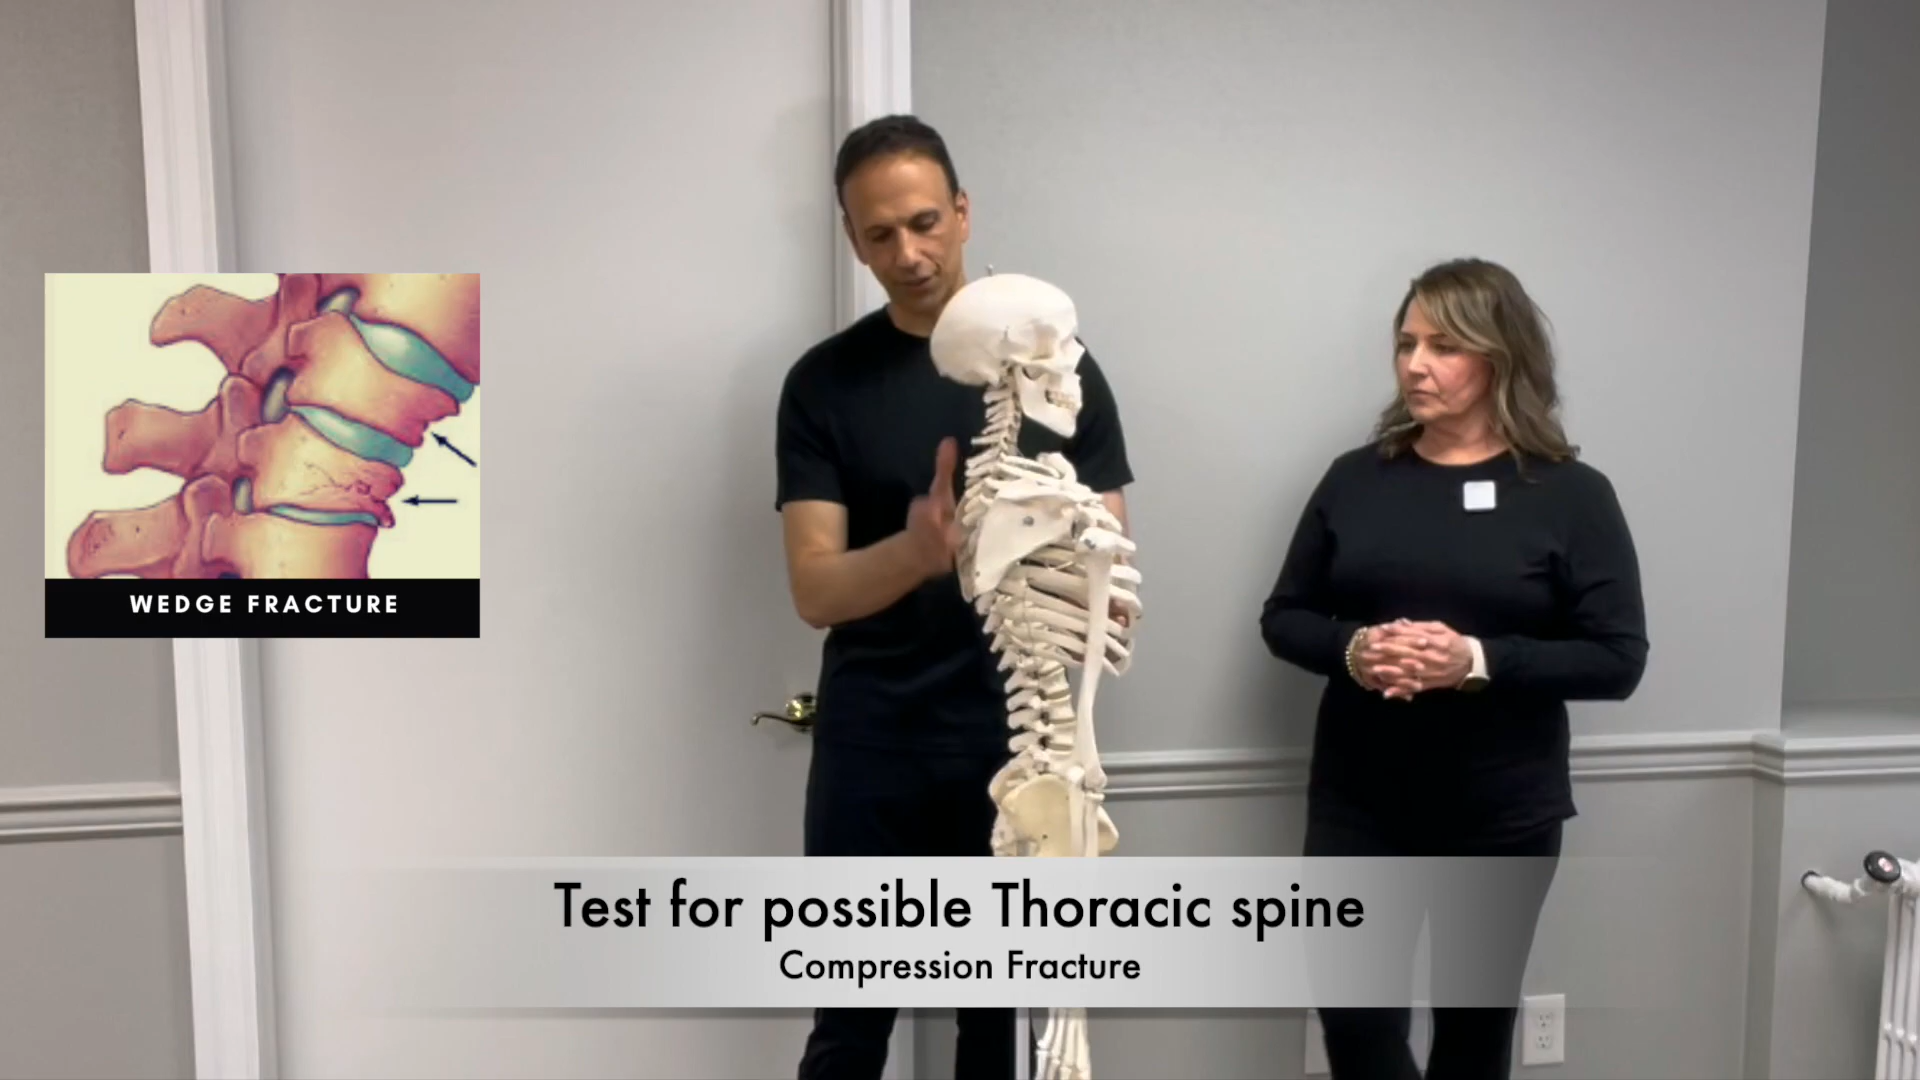 WEDGE FRACTURE
Test for possible Thoracic spine
Compression Fracture